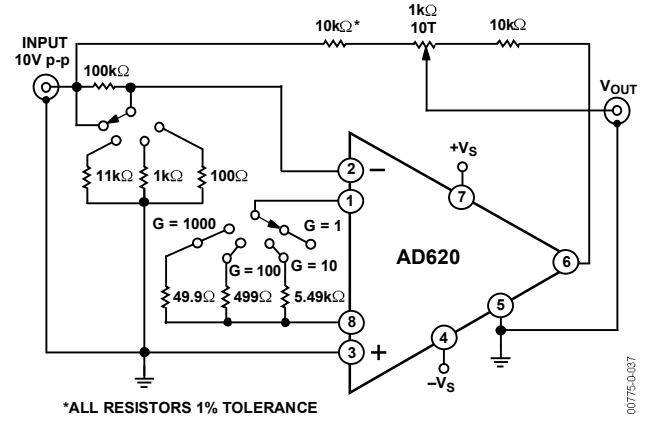 INPUT
10V p-p
100kΩ
10kΩ*
1kΩ
10T
10kΩ
VOUT
11kΩ
1kΩ
100Ω
G = 1000
G = 1
G = 100
G = 10
49.9Ω
499Ω
5.49kΩ
2
−
1
+VS
7
AD620
6
5
8
4
3
+
−VS
*ALL RESISTORS 1% TOLERANCE
00775-0-037